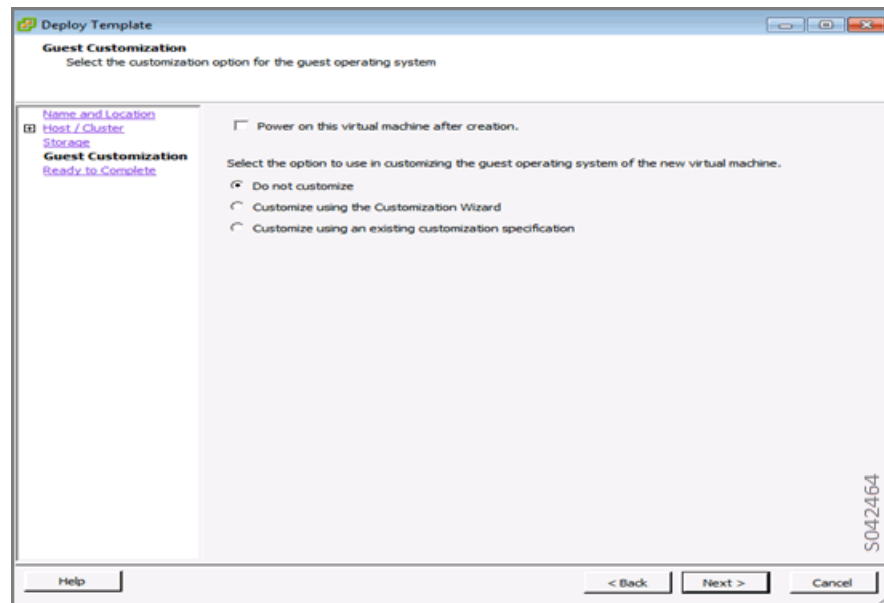 Deploy Template
Guest Customization
Select the customization option for the guest operating system
Name and Location
Host / Cluster
Storage
Guest Customization
Ready to Complete
Power on this virtual machine after creation.
Select the option to use in customizing the guest operating system of the new virtual machine.
Do not customize
Customize using the Customization Wizard
Customize using an existing customization specification
S042464
Help
< Back
Next >
Cancel